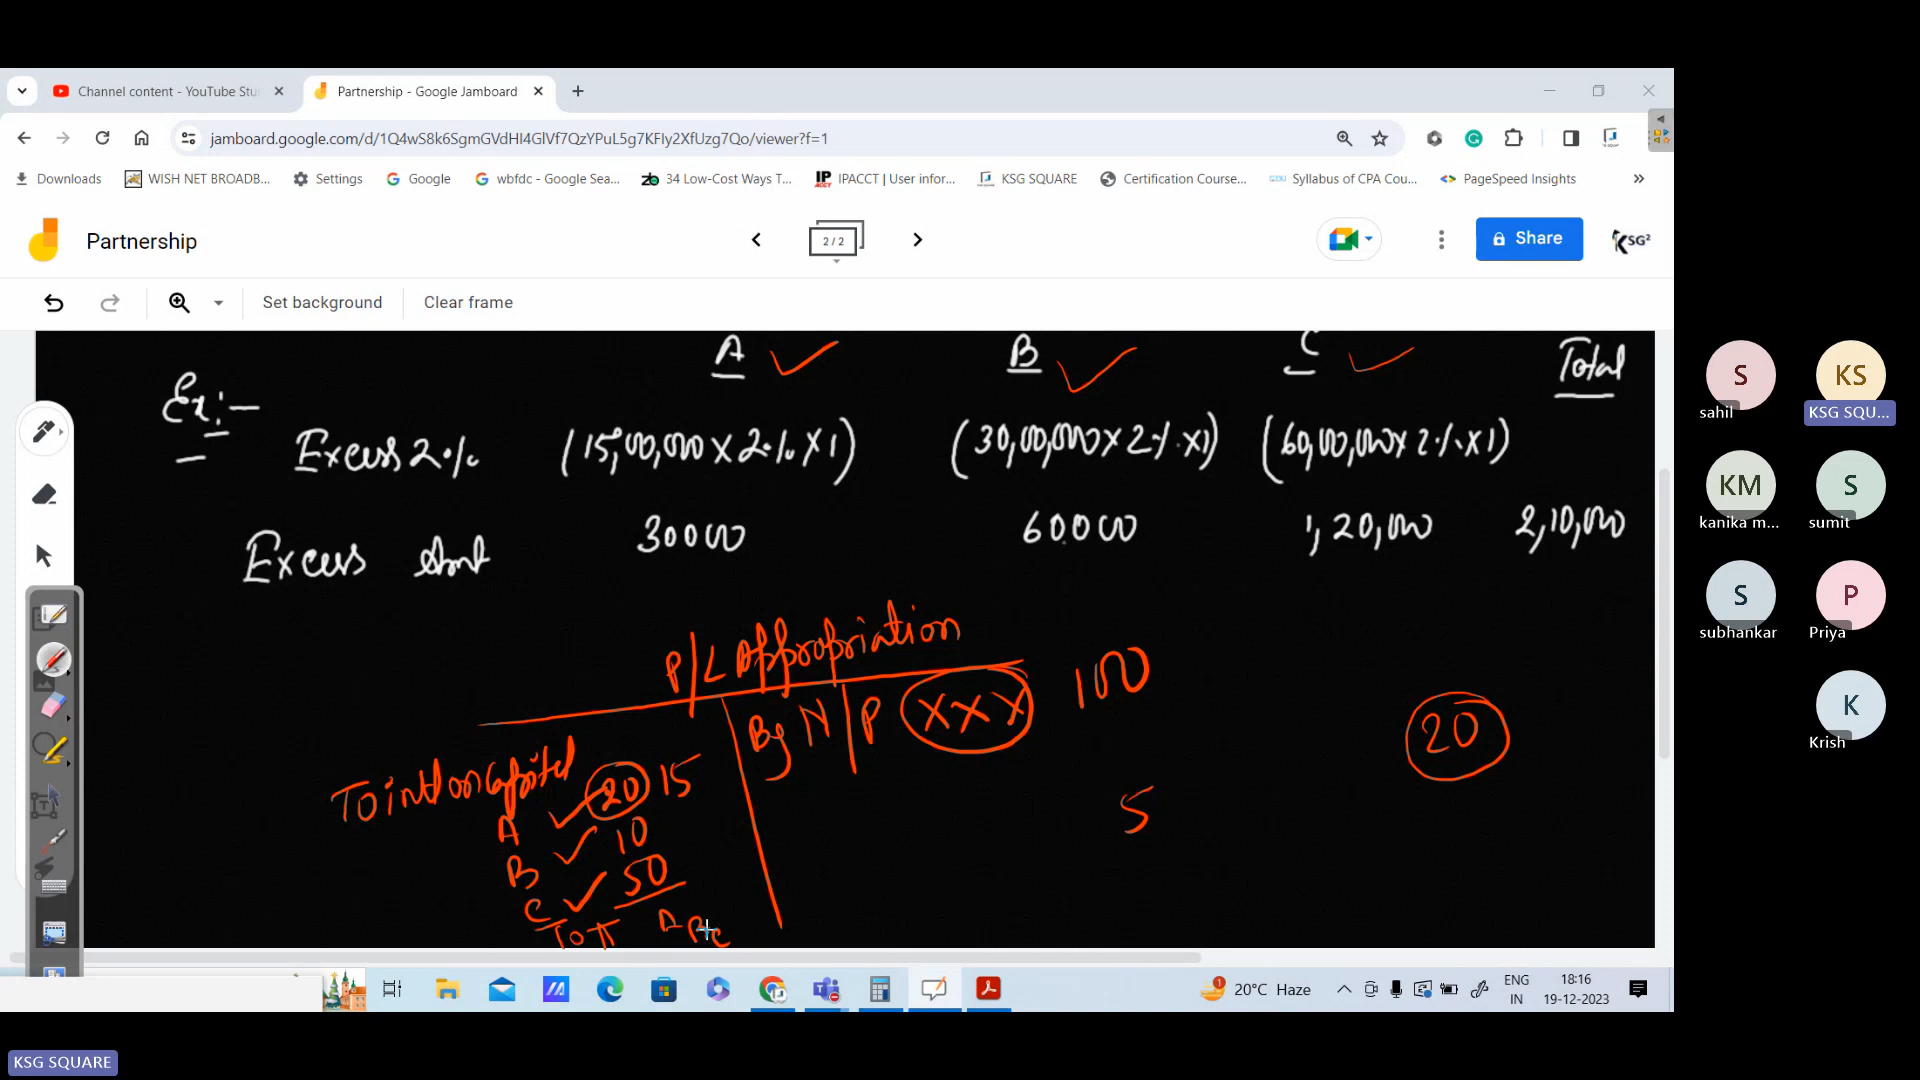 Channel content - YouTube Stu
Partnership - Google Jamboard
jamboard.google.com/d/1Q4wS8k6SgmGVdHI4GlVf7QzYPuL5g7KFIy2XfUzg7Qo/viewer?f=1
Downloads WISH NET BROADB... Settings Google wbfdc - Google Sea... 34 Low-Cost Ways T... IPACCT | User infor... KSG SQUARE Certification Course... Syllabus of CPA Cou... PageSpeed Insights »
Partnership 2 / 2 Share KSG²
Set background Clear frame
A B C Total
Ex:-
Excess 2% (15,00,000 × 2% × 1) (30,00,000 × 2% × 1) (60,00,000 × 2% × 1)
Excess Amt 30000 60000 1,20,000 2,10,000
P/L Appropriation
By N/P XXX 100
20
To int on capital
A 20 15
5
B 10
C 50
To π A B C
S KS
sahil KSG SQU...
KM S
kanika m... sumit
S P
subhankar Priya
K
Krish
20°C Haze ENG IN 18:16 19-12-2023
KSG SQUARE